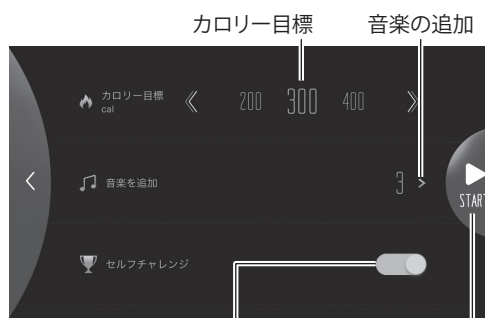 カロリー目標 音楽の追加
カロリー目標
cal
200 300 400
音楽を追加
3
START
セルフチャレンジ